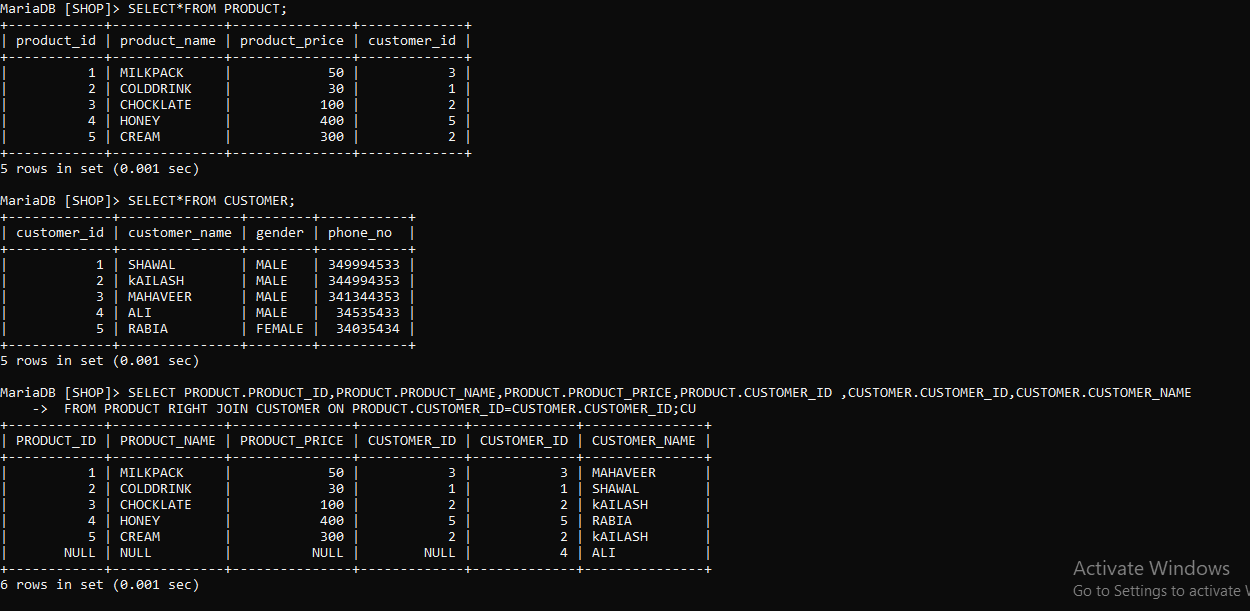 MariaDB [SHOP]> SELECT*FROM PRODUCT;
+------------+--------------+---------------+-------------+
| product_id | product_name | product_price | customer_id |
+------------+--------------+---------------+-------------+
|          1 | MILKPACK     |            50 |           3 |
|          2 | COLDDRINK    |            30 |           1 |
|          3 | CHOCKLATE    |           100 |           2 |
|          4 | HONEY        |           400 |           5 |
|          5 | CREAM        |           300 |           2 |
+------------+--------------+---------------+-------------+
5 rows in set (0.001 sec)

MariaDB [SHOP]> SELECT*FROM CUSTOMER;
+-------------+---------------+--------+-----------+
| customer_id | customer_name | gender | phone_no  |
+-------------+---------------+--------+-----------+
|           1 | SHAWAL        | MALE   | 349994533 |
|           2 | kAILASH       | MALE   | 344994353 |
|           3 | MAHAVEER      | MALE   | 341344353 |
|           4 | ALI           | MALE   |  34535433 |
|           5 | RABIA         | FEMALE |  34035434 |
+-------------+---------------+--------+-----------+
5 rows in set (0.001 sec)

MariaDB [SHOP]> SELECT PRODUCT.PRODUCT_ID,PRODUCT.PRODUCT_NAME,PRODUCT.PRODUCT_PRICE,PRODUCT.CUSTOMER_ID ,CUSTOMER.CUSTOMER_ID,CUSTOMER.CUSTOMER_NAME
    ->  FROM PRODUCT RIGHT JOIN CUSTOMER ON PRODUCT.CUSTOMER_ID=CUSTOMER.CUSTOMER_ID;CU
+------------+--------------+---------------+-------------+-------------+---------------+
| PRODUCT_ID | PRODUCT_NAME | PRODUCT_PRICE | CUSTOMER_ID | CUSTOMER_ID | CUSTOMER_NAME |
+------------+--------------+---------------+-------------+-------------+---------------+
|          1 | MILKPACK     |            50 |           3 |           3 | MAHAVEER      |
|          2 | COLDDRINK    |            30 |           1 |           1 | SHAWAL        |
|          3 | CHOCKLATE    |           100 |           2 |           2 | kAILASH       |
|          4 | HONEY        |           400 |           5 |           5 | RABIA         |
|          5 | CREAM        |           300 |           2 |           2 | kAILASH       |
|       NULL | NULL         |          NULL |        NULL |           4 | ALI           |
+------------+--------------+---------------+-------------+-------------+---------------+
6 rows in set (0.001 sec)
Activate Windows
Go to Settings to activate W